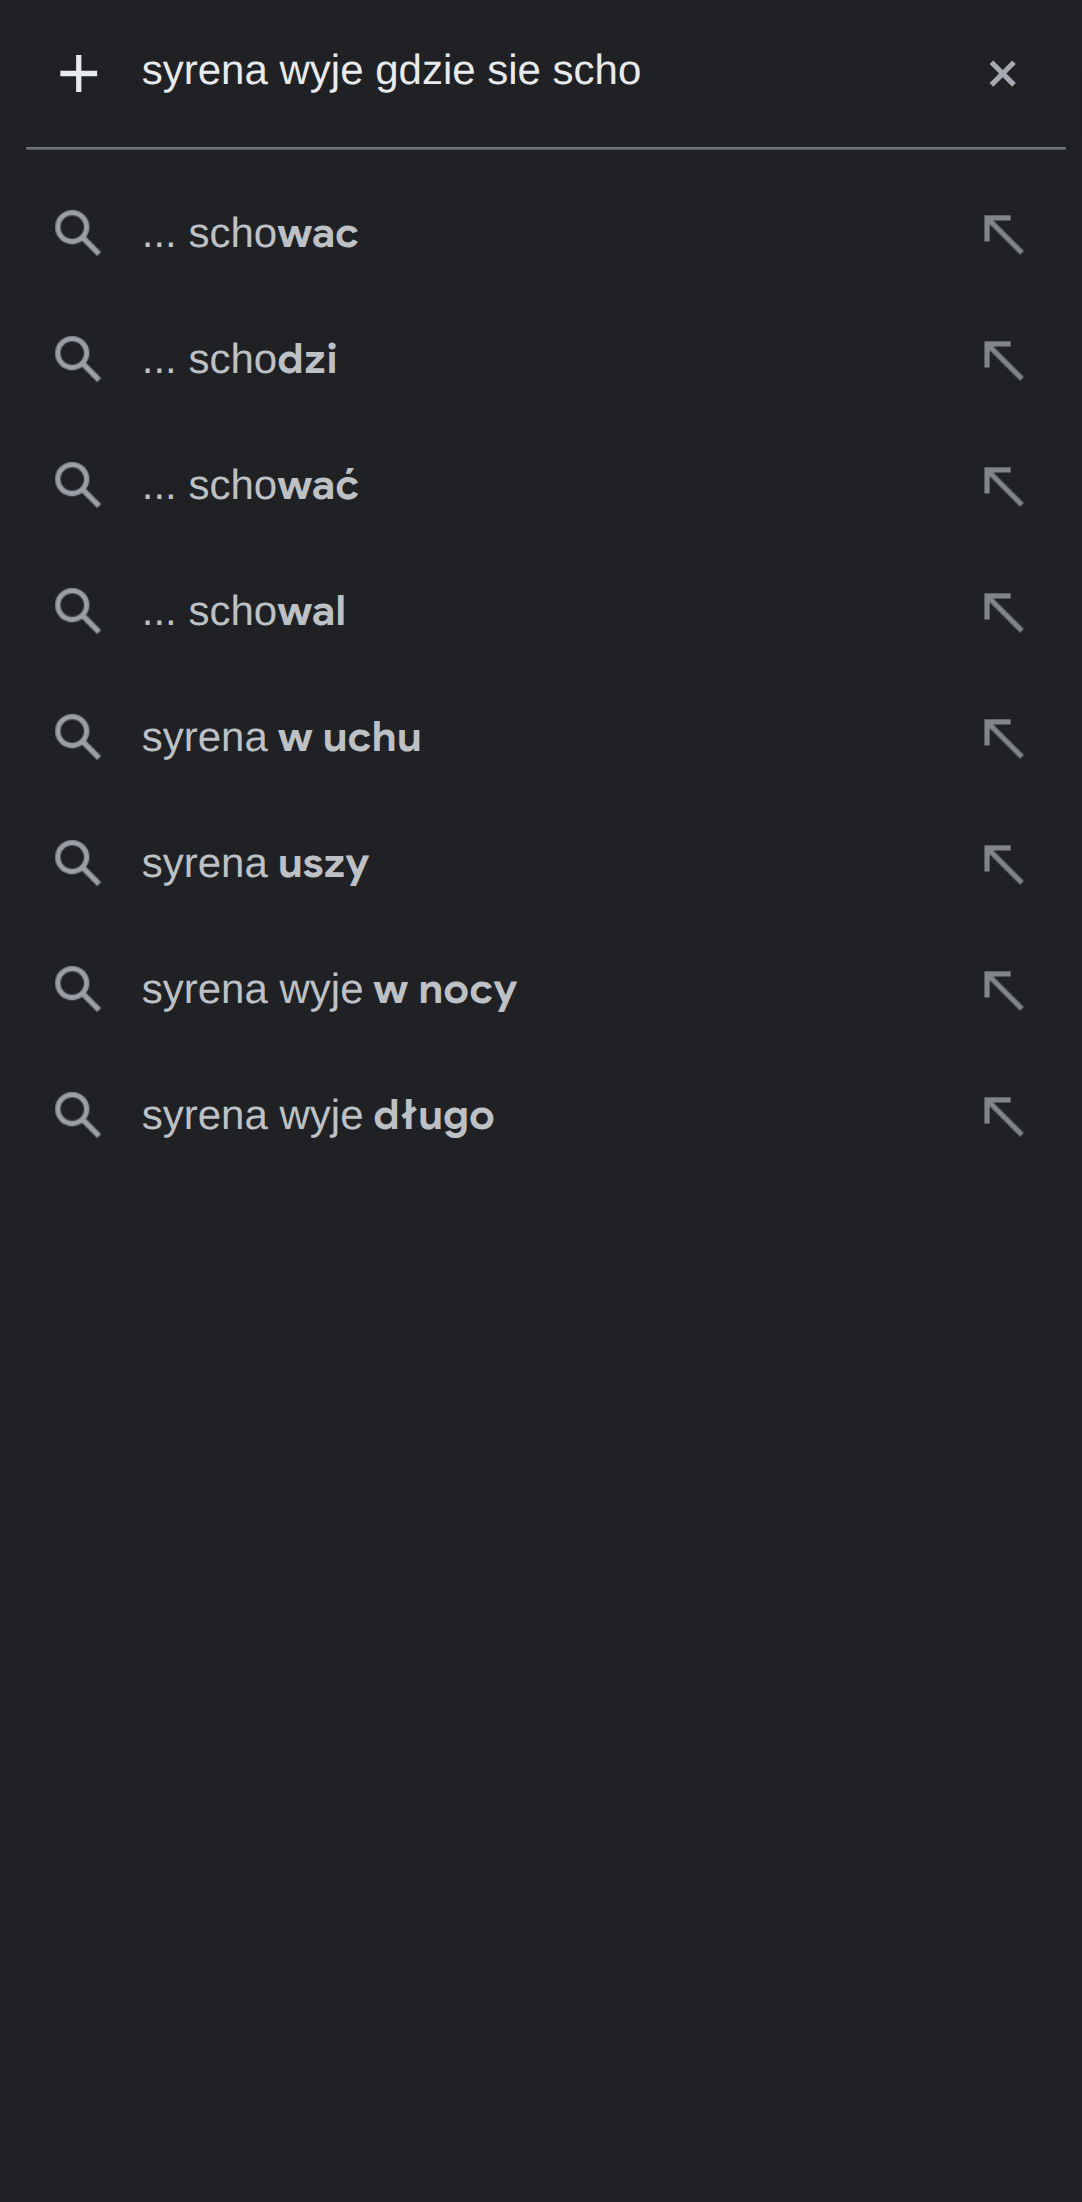 syrena wyje gdzie sie scho
... schowac
... schodzi
... schować
... schowal
syrena w uchu
syrena uszy
syrena wyje w nocy
syrena wyje długo